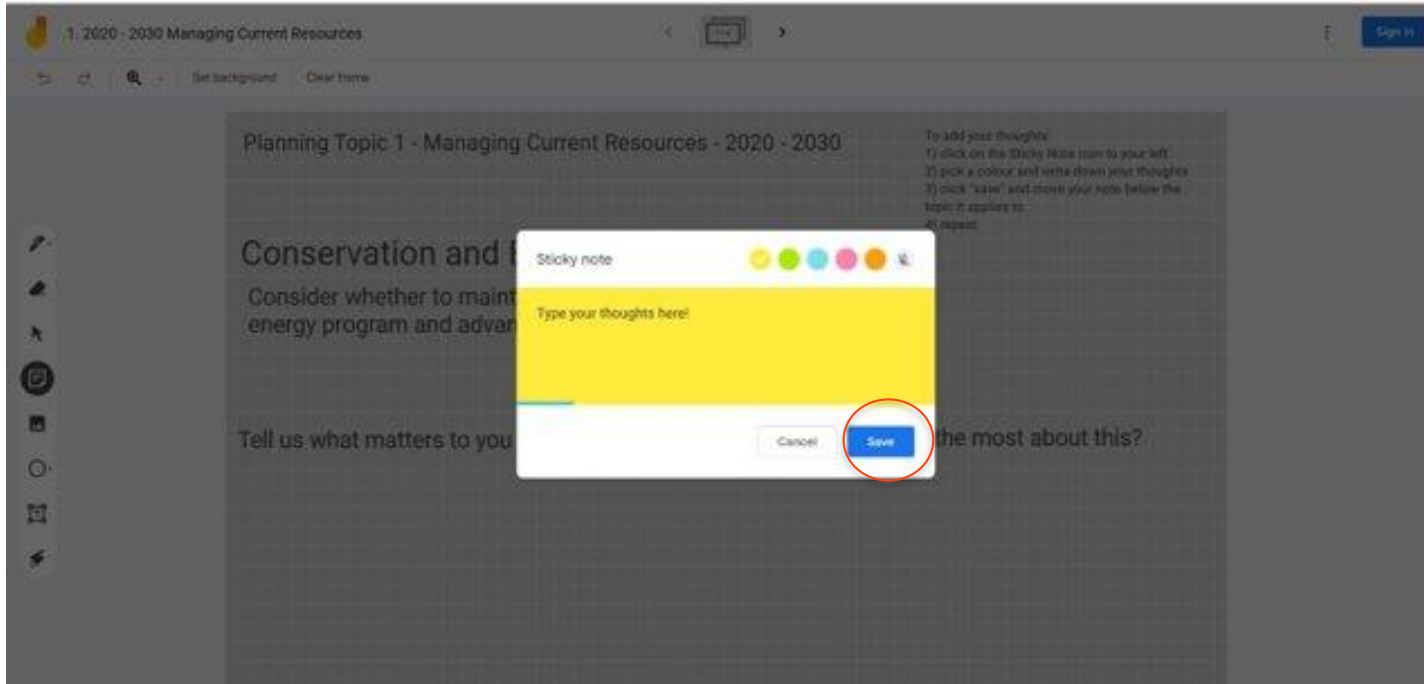 1. 2020 - 2030 Managing Current Resources
Sign in
Set background
Clear frame
Planning Topic 1 - Managing Current Resources - 2020 - 2030
To add your thoughts:
1) click on the Sticky Note icon to your left
2) pick a colour and write down your thoughts
3) click "save" and move your note below the
topic it applies to
4) repeat
Conservation and
Consider whether to maint
energy program and advan
Sticky note
Type your thoughts here!
Cancel
Save
Tell us what matters to you
the most about this?